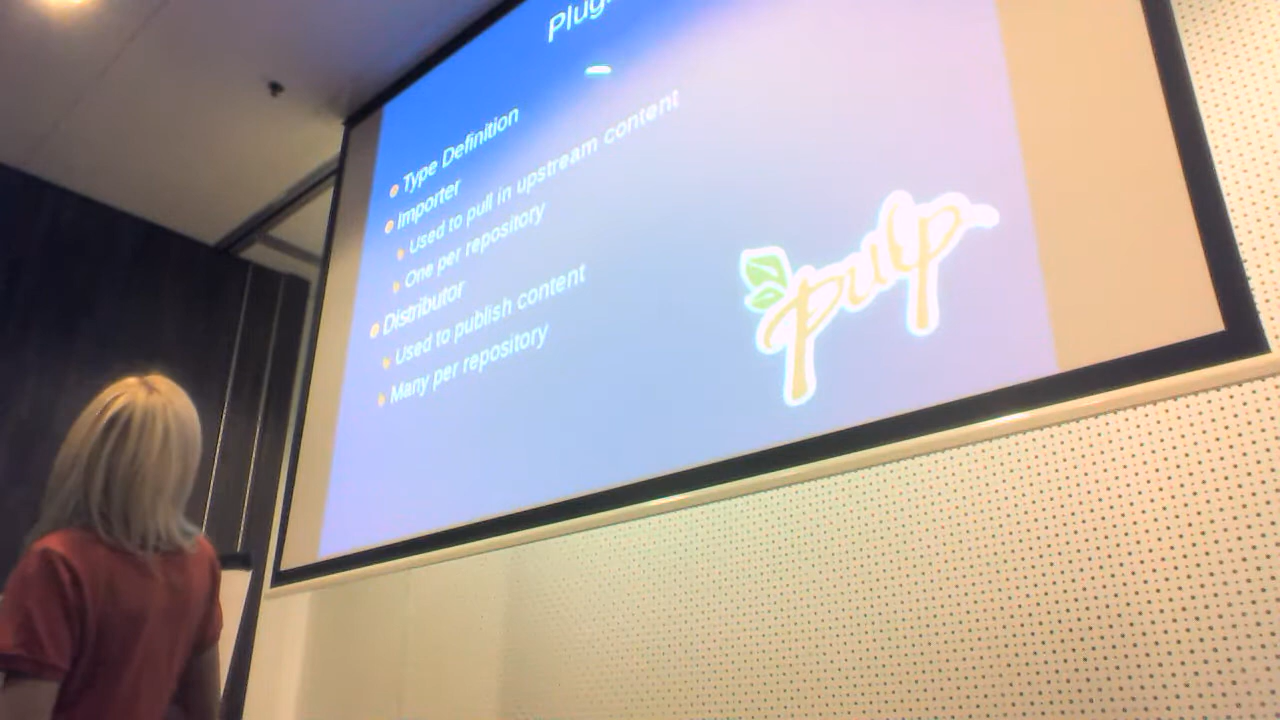 Type Definition
Importer
Used to pull in upstream content
One per repository
Distributor
Used to publish content
Many per repository
pulp